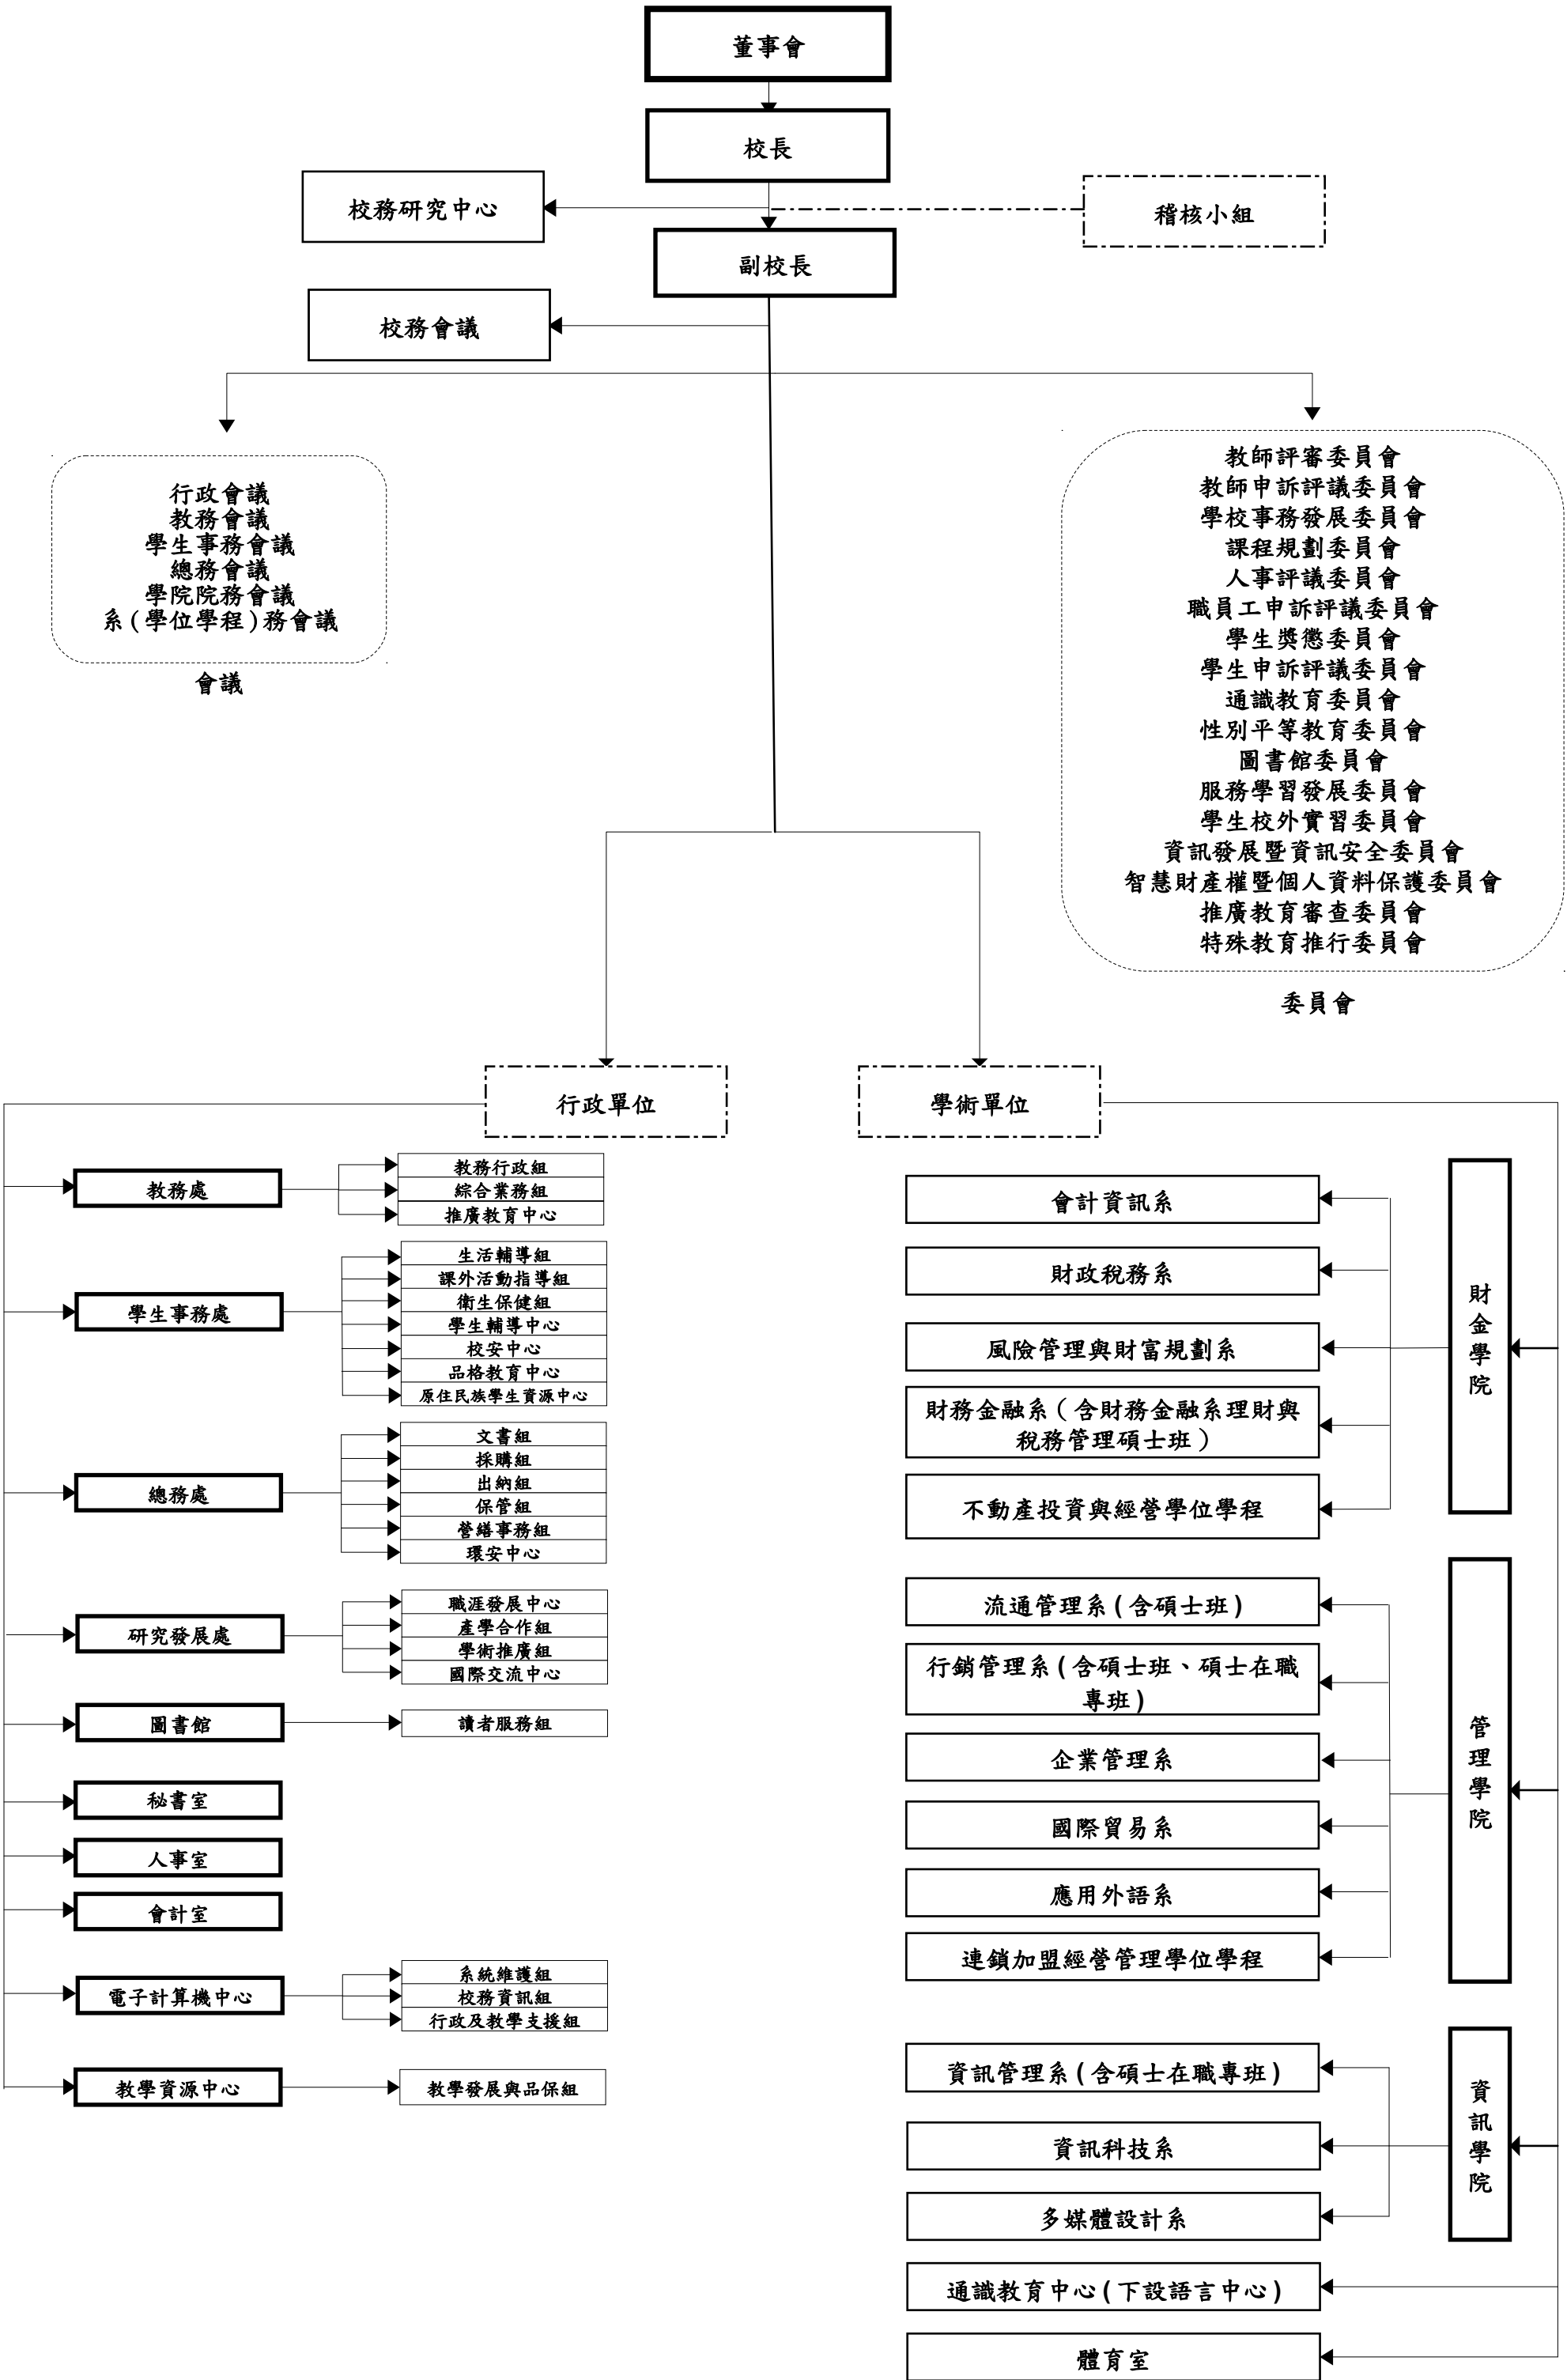 董事會
校長
校務研究中心
稽核小組
副校長
校務會議
行政會議
教務會議
學生事務會議
總務會議
學院院務會議
系(學位學程)務會議
會議
教師評審委員會
教師申訴評議委員會
學校事務發展委員會
課程規劃委員會
人事評議委員會
職員工申訴評議委員會
學生獎懲委員會
學生申訴評議委員會
通識教育委員會
性別平等教育委員會
圖書館委員會
服務學習發展委員會
學生校外實習委員會
資訊發展暨資訊安全委員會
智慧財產權暨個人資料保護委員會
推廣教育審查委員會
特殊教育推行委員會
委員會
行政單位
教務處
教務行政組
綜合業務組
推廣教育中心
學生事務處
生活輔導組
課外活動指導組
衛生保健組
學生輔導中心
校安中心
品格教育中心
原住民族學生資源中心
總務處
文書組
採購組
出納組
保管組
營繕事務組
環安中心
研究發展處
職涯發展中心
產學合作組
學術推廣組
國際交流中心
圖書館
讀者服務組
秘書室
人事室
會計室
電子計算機中心
系統維護組
校務資訊組
行政及教學支援組
教學資源中心
教學發展與品保組
學術單位
財金學院
會計資訊系
財政稅務系
風險管理與財富規劃系
財務金融系（含財務金融系理財與
稅務管理碩士班）
不動產投資與經營學位學程
管理學院
流通管理系(含碩士班)
行銷管理系(含碩士班、碩士在職
專班)
企業管理系
國際貿易系
應用外語系
連鎖加盟經營管理學位學程
資訊學院
資訊管理系(含碩士在職專班)
資訊科技系
多媒體設計系
通識教育中心(下設語言中心)
體育室